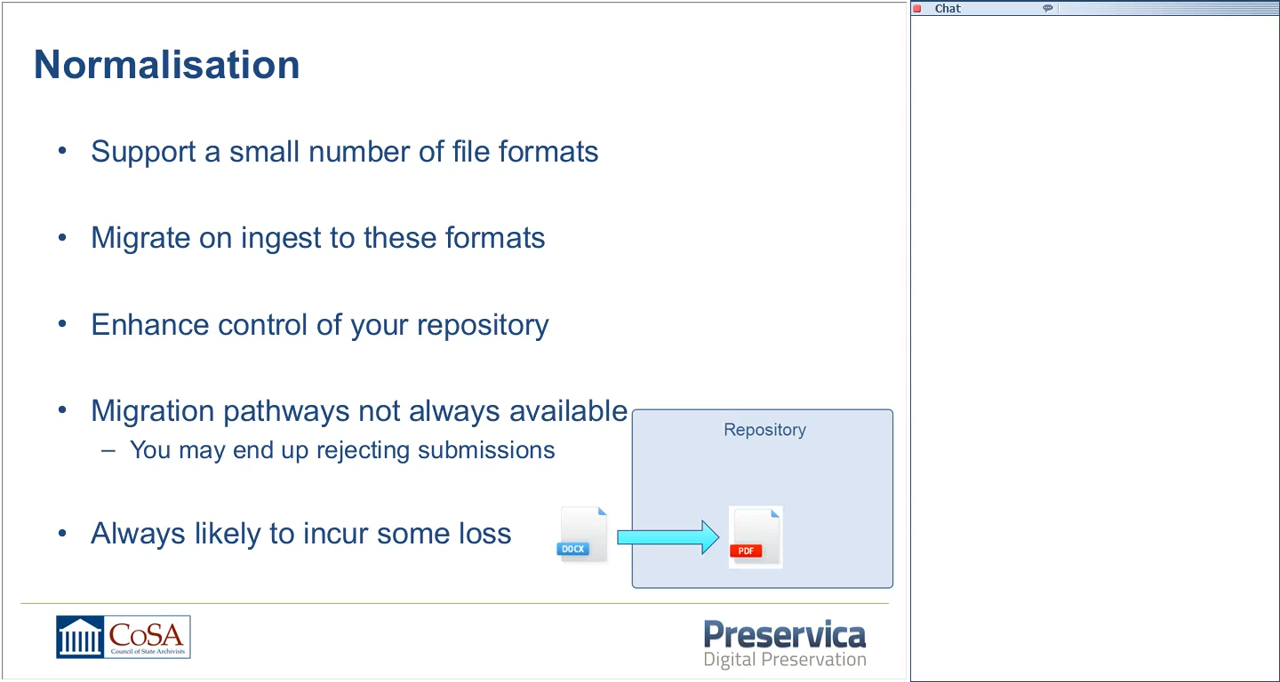 Normalisation
• Support a small number of file formats
• Migrate on ingest to these formats
• Enhance control of your repository
• Migration pathways not always available
– You may end up rejecting submissions
• Always likely to incur some loss
Repository
DOCX
PDF
CoSA
Council of State Archivists
Preservica
Digital Preservation
Chat